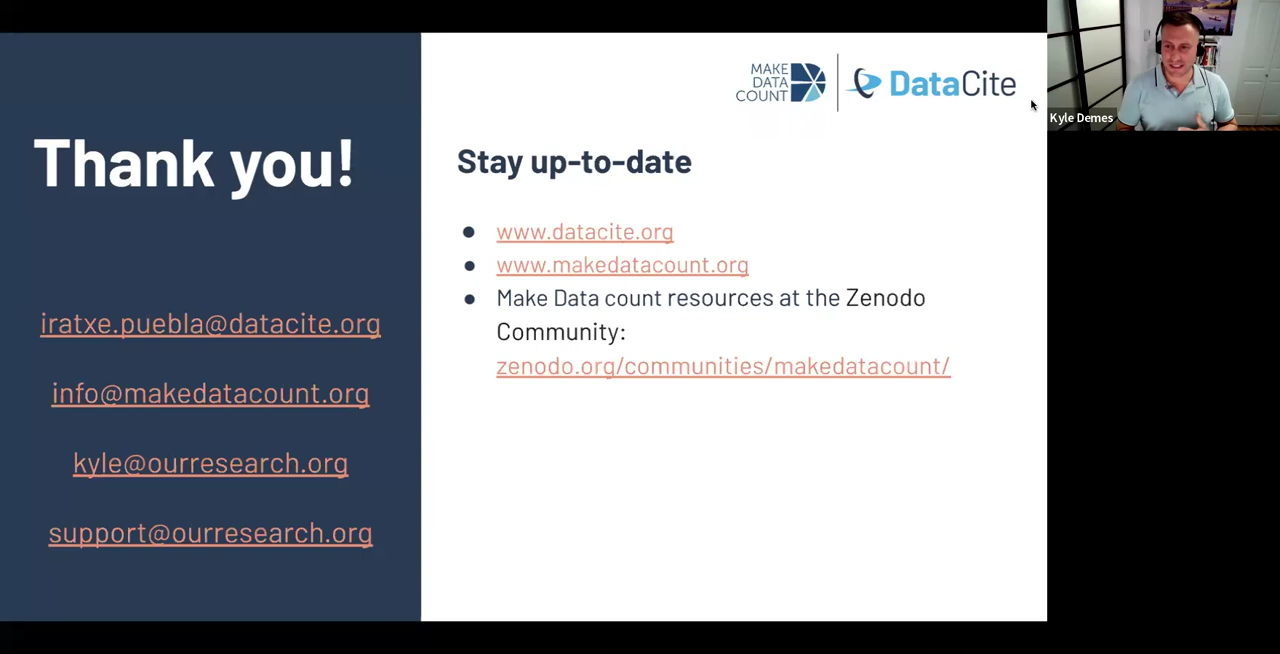 Thank you!
iratxe.puebla@datacite.org
info@makedatacount.org
kyle@ourresearch.org
support@ourresearch.org
MAKE
DATA
COUNT
DataCite
Stay up-to-date
www.datacite.org
www.makedatacount.org
Make Data count resources at the Zenodo
Community:
zenodo.org/communities/makedatacount/
Kyle Demes